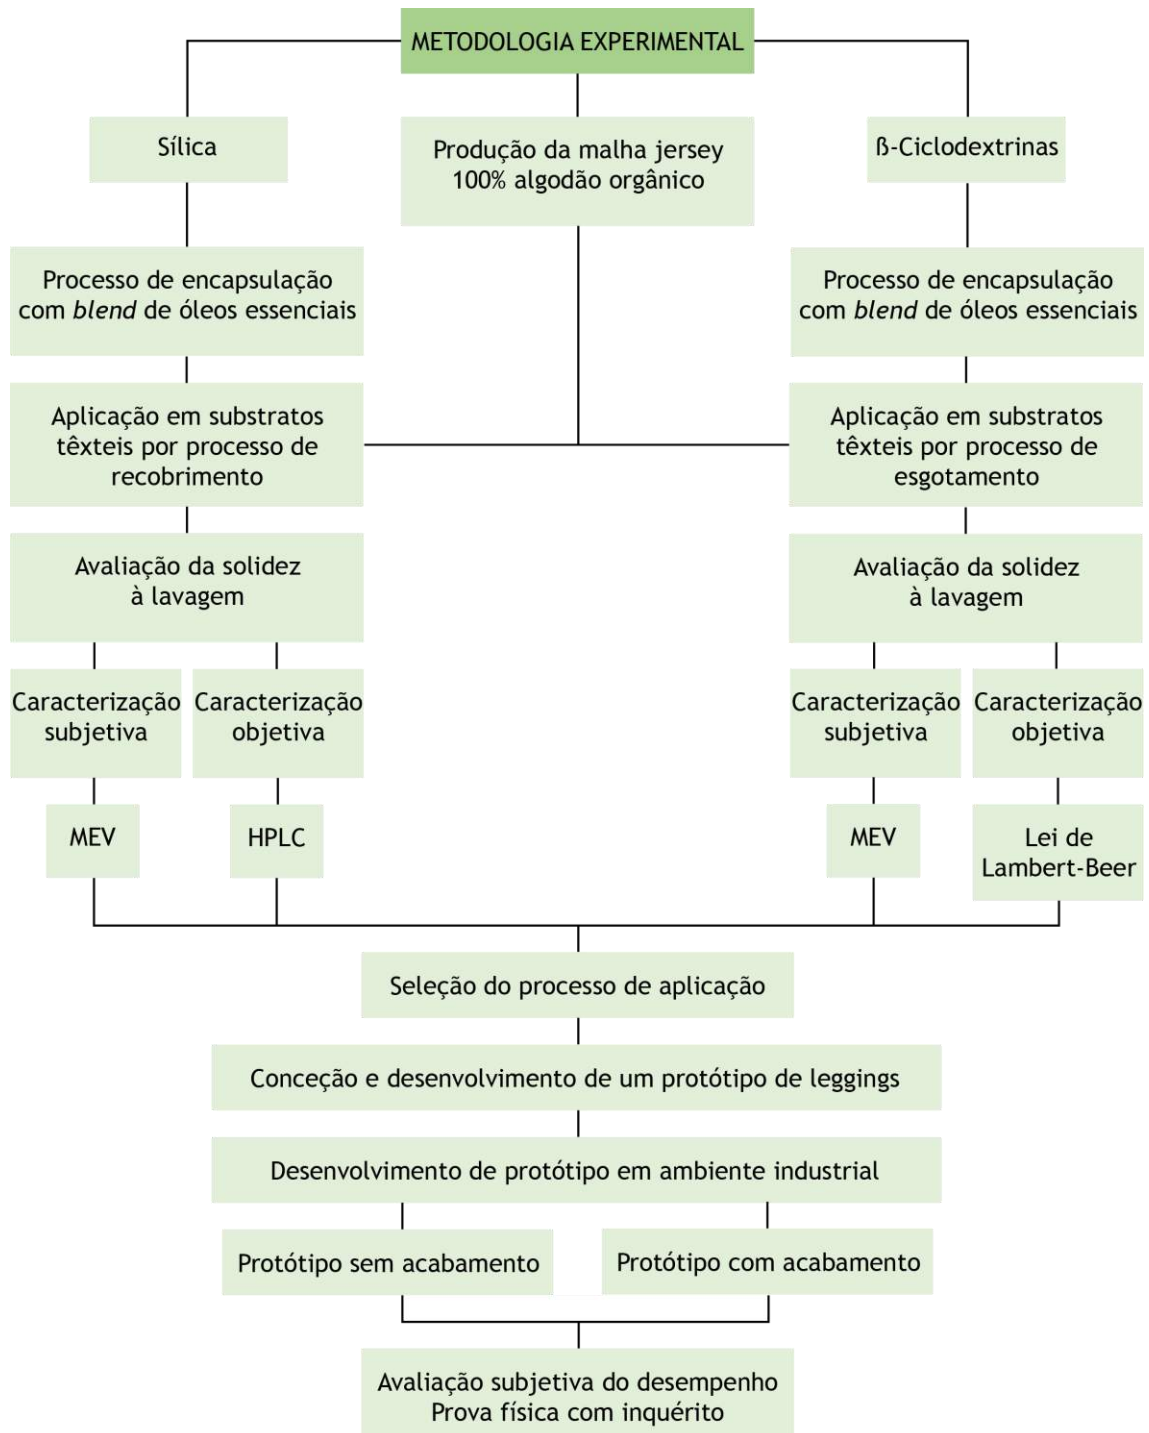 METODOLOGIA EXPERIMENTAL
Sílica
Produção da malha jersey
100% algodão orgânico
ß-Ciclodextrinas
Processo de encapsulação
com blend de óleos essenciais
Processo de encapsulação
com blend de óleos essenciais
Aplicação em substratos
têxteis por processo de
recobrimento
Aplicação em substratos
têxteis por processo de
esgotamento
Avaliação da solidez
à lavagem
Avaliação da solidez
à lavagem
Caracterização
subjetiva
Caracterização
objetiva
Caracterização
subjetiva
Caracterização
objetiva
MEV
HPLC
MEV
Lei de
Lambert-Beer
Seleção do processo de aplicação
Conceção e desenvolvimento de um protótipo de leggings
Desenvolvimento de protótipo em ambiente industrial
Protótipo sem acabamento
Protótipo com acabamento
Avaliação subjetiva do desempenho
Prova física com inquérito